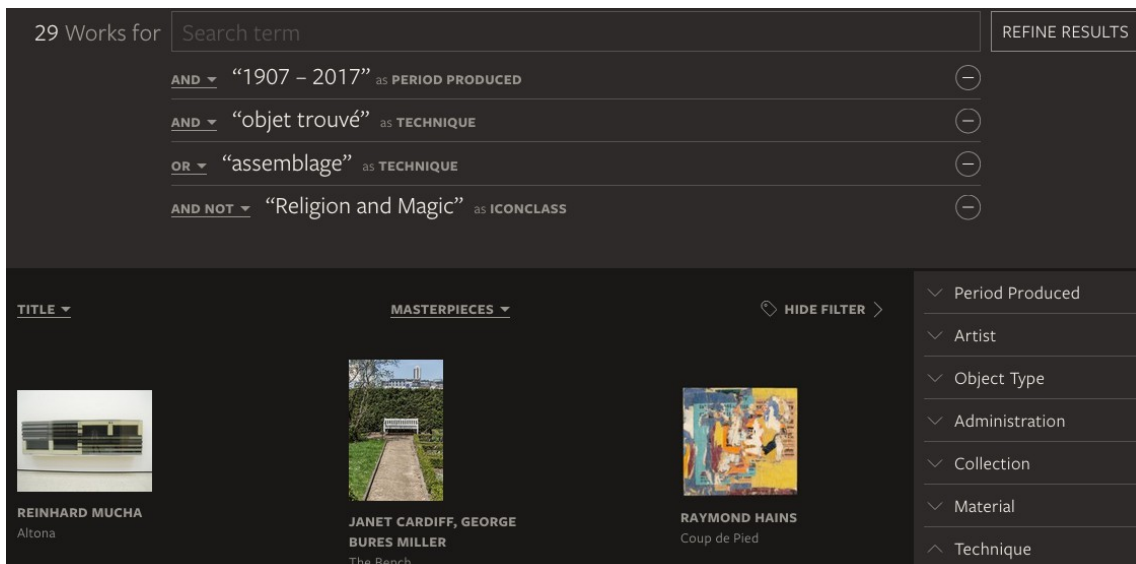 29 Works for Search term REFINE RESULTS
AND “1907 – 2017” as PERIOD PRODUCED
AND “objet trouvé” as TECHNIQUE
OR “assemblage” as TECHNIQUE
AND NOT “Religion and Magic” as ICONCLASS
TITLE MASTERPIECES HIDE FILTER
Period Produced
Artist
Object Type
Administration
Collection
Material
Technique
REINHARD MUCHA
Altona
JANET CARDIFF, GEORGE
BURES MILLER
The Bench
RAYMOND HAINS
Coup de Pied